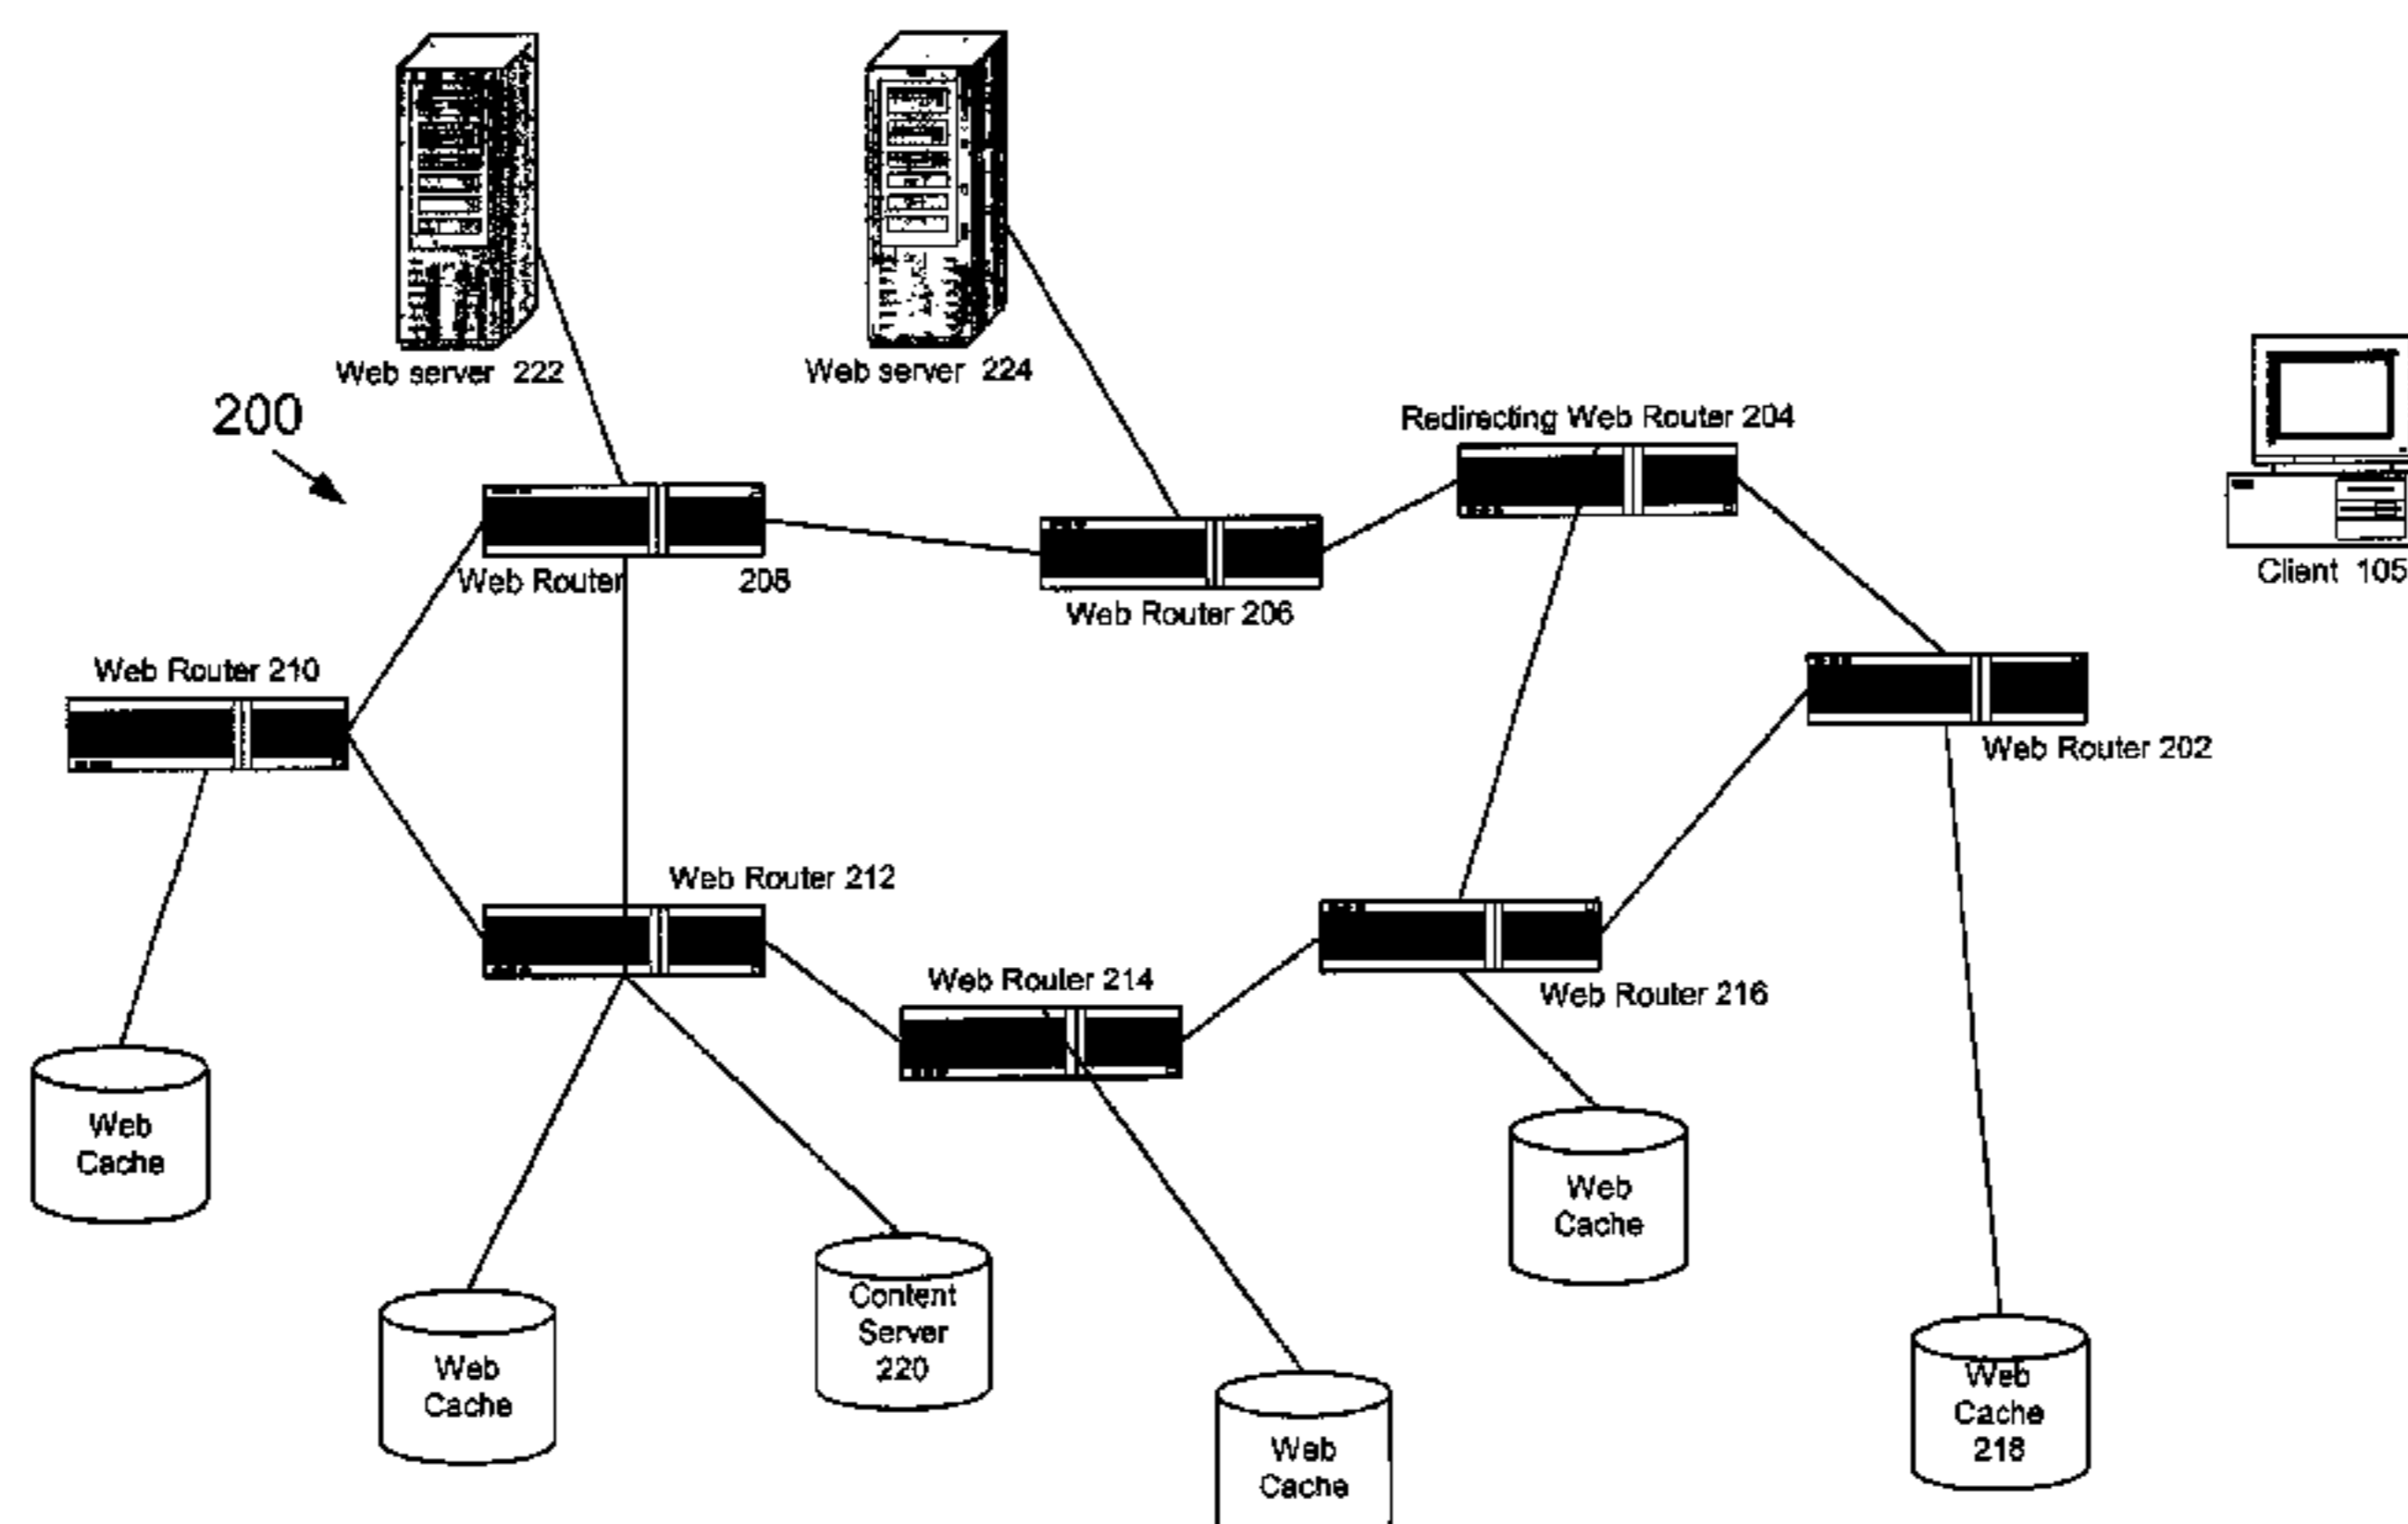 Web server 222
Web server 224
200
Redirecting Web Router 204
Client 105
Web Router 208
Web Router 206
Web Router 210
Web Router 202
Web Router 212
Web Router 214
Web Router 216
Web
Cache
Web
Cache
Content
Server
220
Web
Cache
Web
Cache
Web
Cache
218